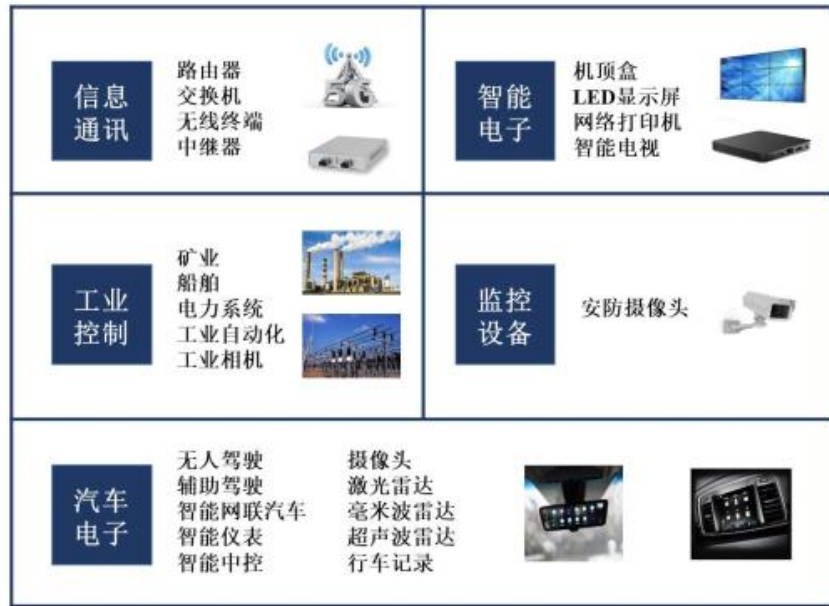 信息
通讯
路由器
交换机
无线终端
中继器
智能
电子
机顶盒
LED显示屏
网络打印机
智能电视
工业
控制
矿业
船舶
电力系统
工业自动化
工业相机
监控
设备
安防摄像头
汽车
电子
无人驾驶
辅助驾驶
智能网联汽车
智能仪表
智能中控
摄像头
激光雷达
毫米波雷达
超声波雷达
行车记录